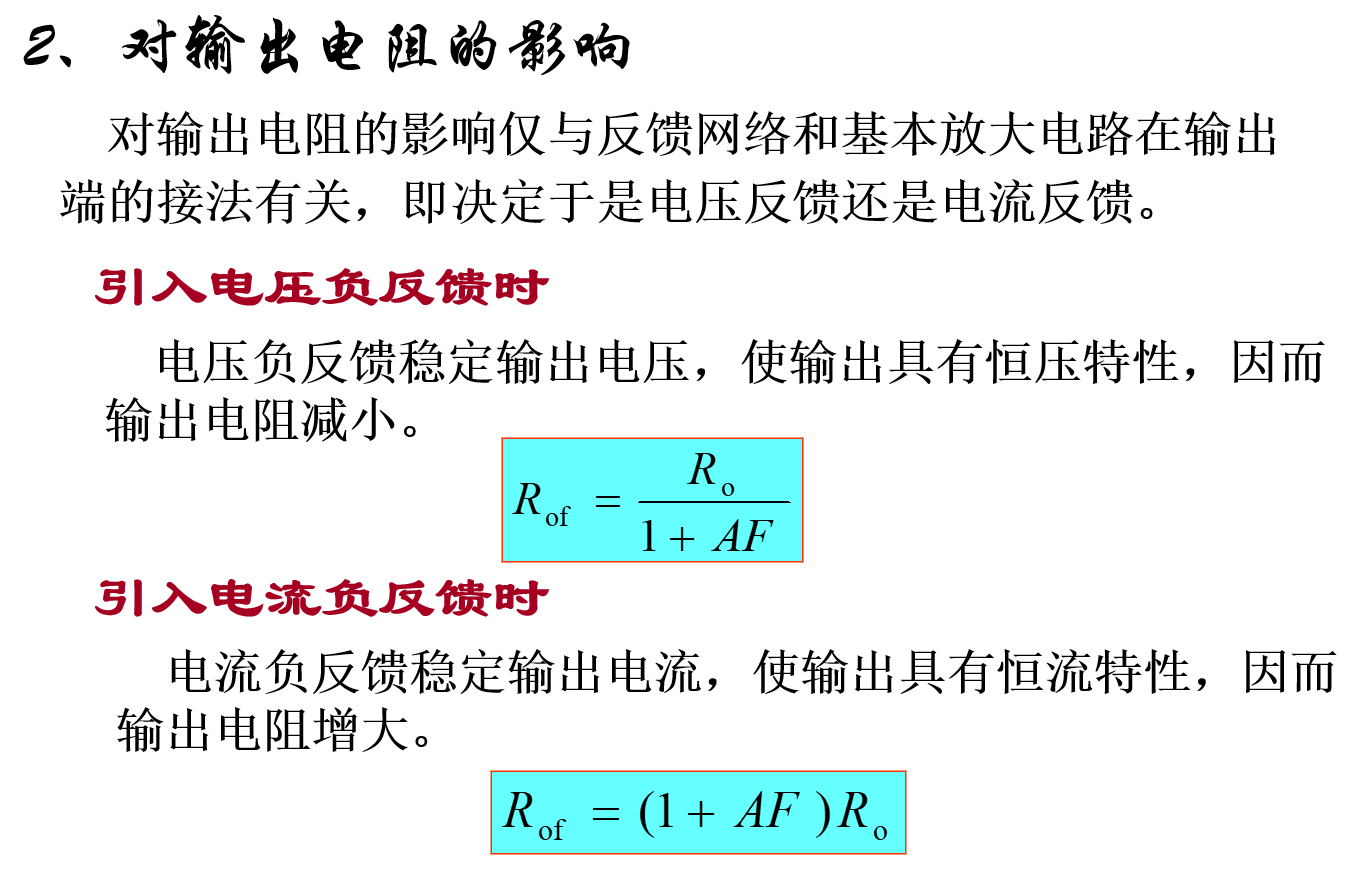 2、对输出电阻的影响
对输出电阻的影响仅与反馈网络和基本放大电路在输出
端的接法有关，即决定于是电压反馈还是电流反馈。
引入电压负反馈时
电压负反馈稳定输出电压，使输出具有恒压特性，因而
输出电阻减小。
R_of = R_o / (1 + AF)
引入电流负反馈时
电流负反馈稳定输出电流，使输出具有恒流特性，因而
输出电阻增大。
R_of = (1 + AF)R_o